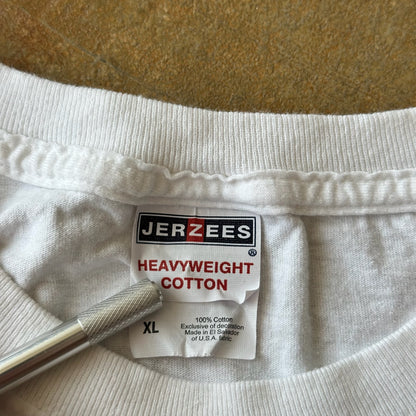 JERZEES
®
HEAVYWEIGHT
COTTON
XL
100% Cotton
Exclusive of decoration
Made in El Salvador
of U.S.A. fabric